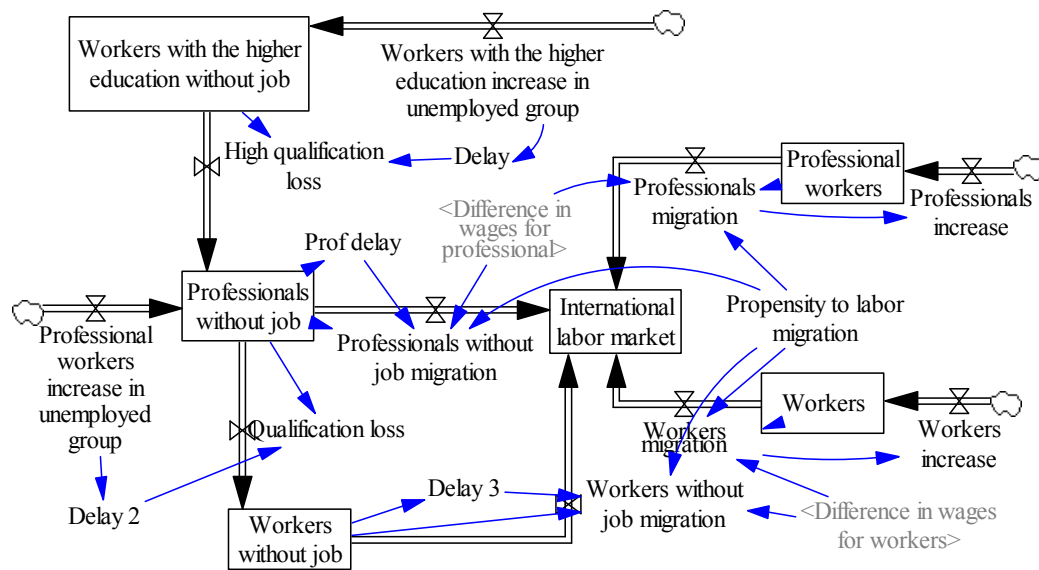 Workers with the higher
education without job
Workers with the higher
education increase in
unemployed group
High qualification
loss
Delay
Professional
workers
Professionals
migration
Professionals
increase
<Difference in
wages for
professional>
Prof delay
Professionals
without job
International
labor market
Propensity to labor
migration
Professional
workers
increase in
unemployed
group
Professionals without
job migration
Workers
Workers
migration
Workers
increase
Qualification loss
Delay 2
Delay 3
Workers without
job migration
Workers
without job
<Difference in wages
for workers>